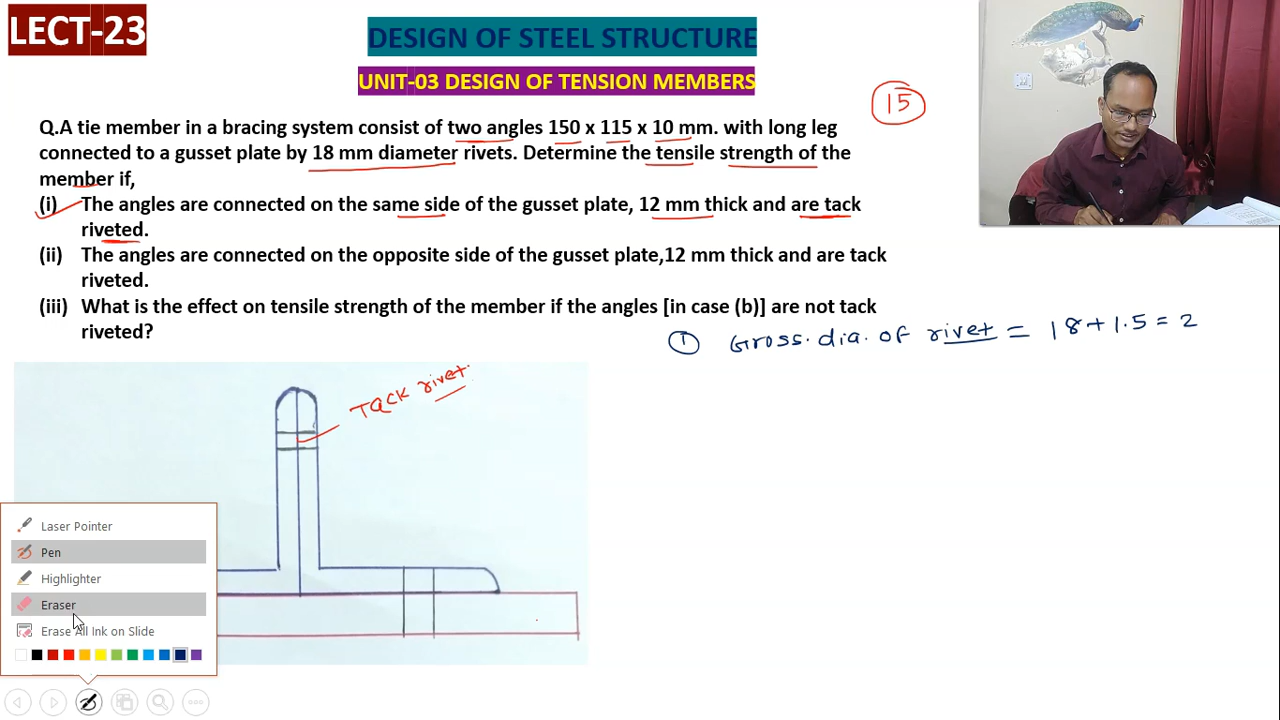 LECT-23
DESIGN OF STEEL STRUCTURE
UNIT-03 DESIGN OF TENSION MEMBERS
15
Q.A tie member in a bracing system consist of two angles 150 x 115 x 10 mm. with long leg
connected to a gusset plate by 18 mm diameter rivets. Determine the tensile strength of the
member if,
(i) The angles are connected on the same side of the gusset plate, 12 mm thick and are tack
riveted.
(ii) The angles are connected on the opposite side of the gusset plate,12 mm thick and are tack
riveted.
(iii) What is the effect on tensile strength of the member if the angles [in case (b)] are not tack
riveted?
① Gross. dia. of rivet = 18+1.5 = 2
Tack rivet.
Laser Pointer
Pen
Highlighter
Eraser
Erase All Ink on Slide